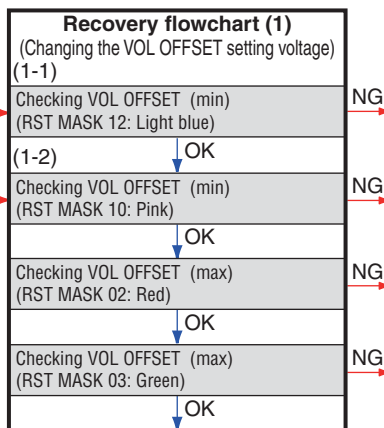 Recovery flowchart (1)
(Changing the VOL OFFSET setting voltage)
(1-1)
Checking VOL OFFSET (min)
(RST MASK 12: Light blue)
NG
(1-2)
OK
Checking VOL OFFSET (min)
(RST MASK 10: Pink)
NG
OK
Checking VOL OFFSET (max)
(RST MASK 02: Red)
NG
OK
Checking VOL OFFSET (max)
(RST MASK 03: Green)
NG
OK